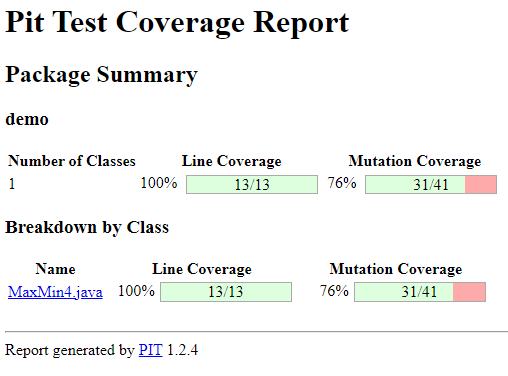 Pit Test Coverage Report
Package Summary
demo
Number of Classes Line Coverage Mutation Coverage
1 100% 13/13 76% 31/41
Breakdown by Class
Name Line Coverage Mutation Coverage
MaxMin4.java 100% 13/13 76% 31/41
Report generated by PIT 1.2.4